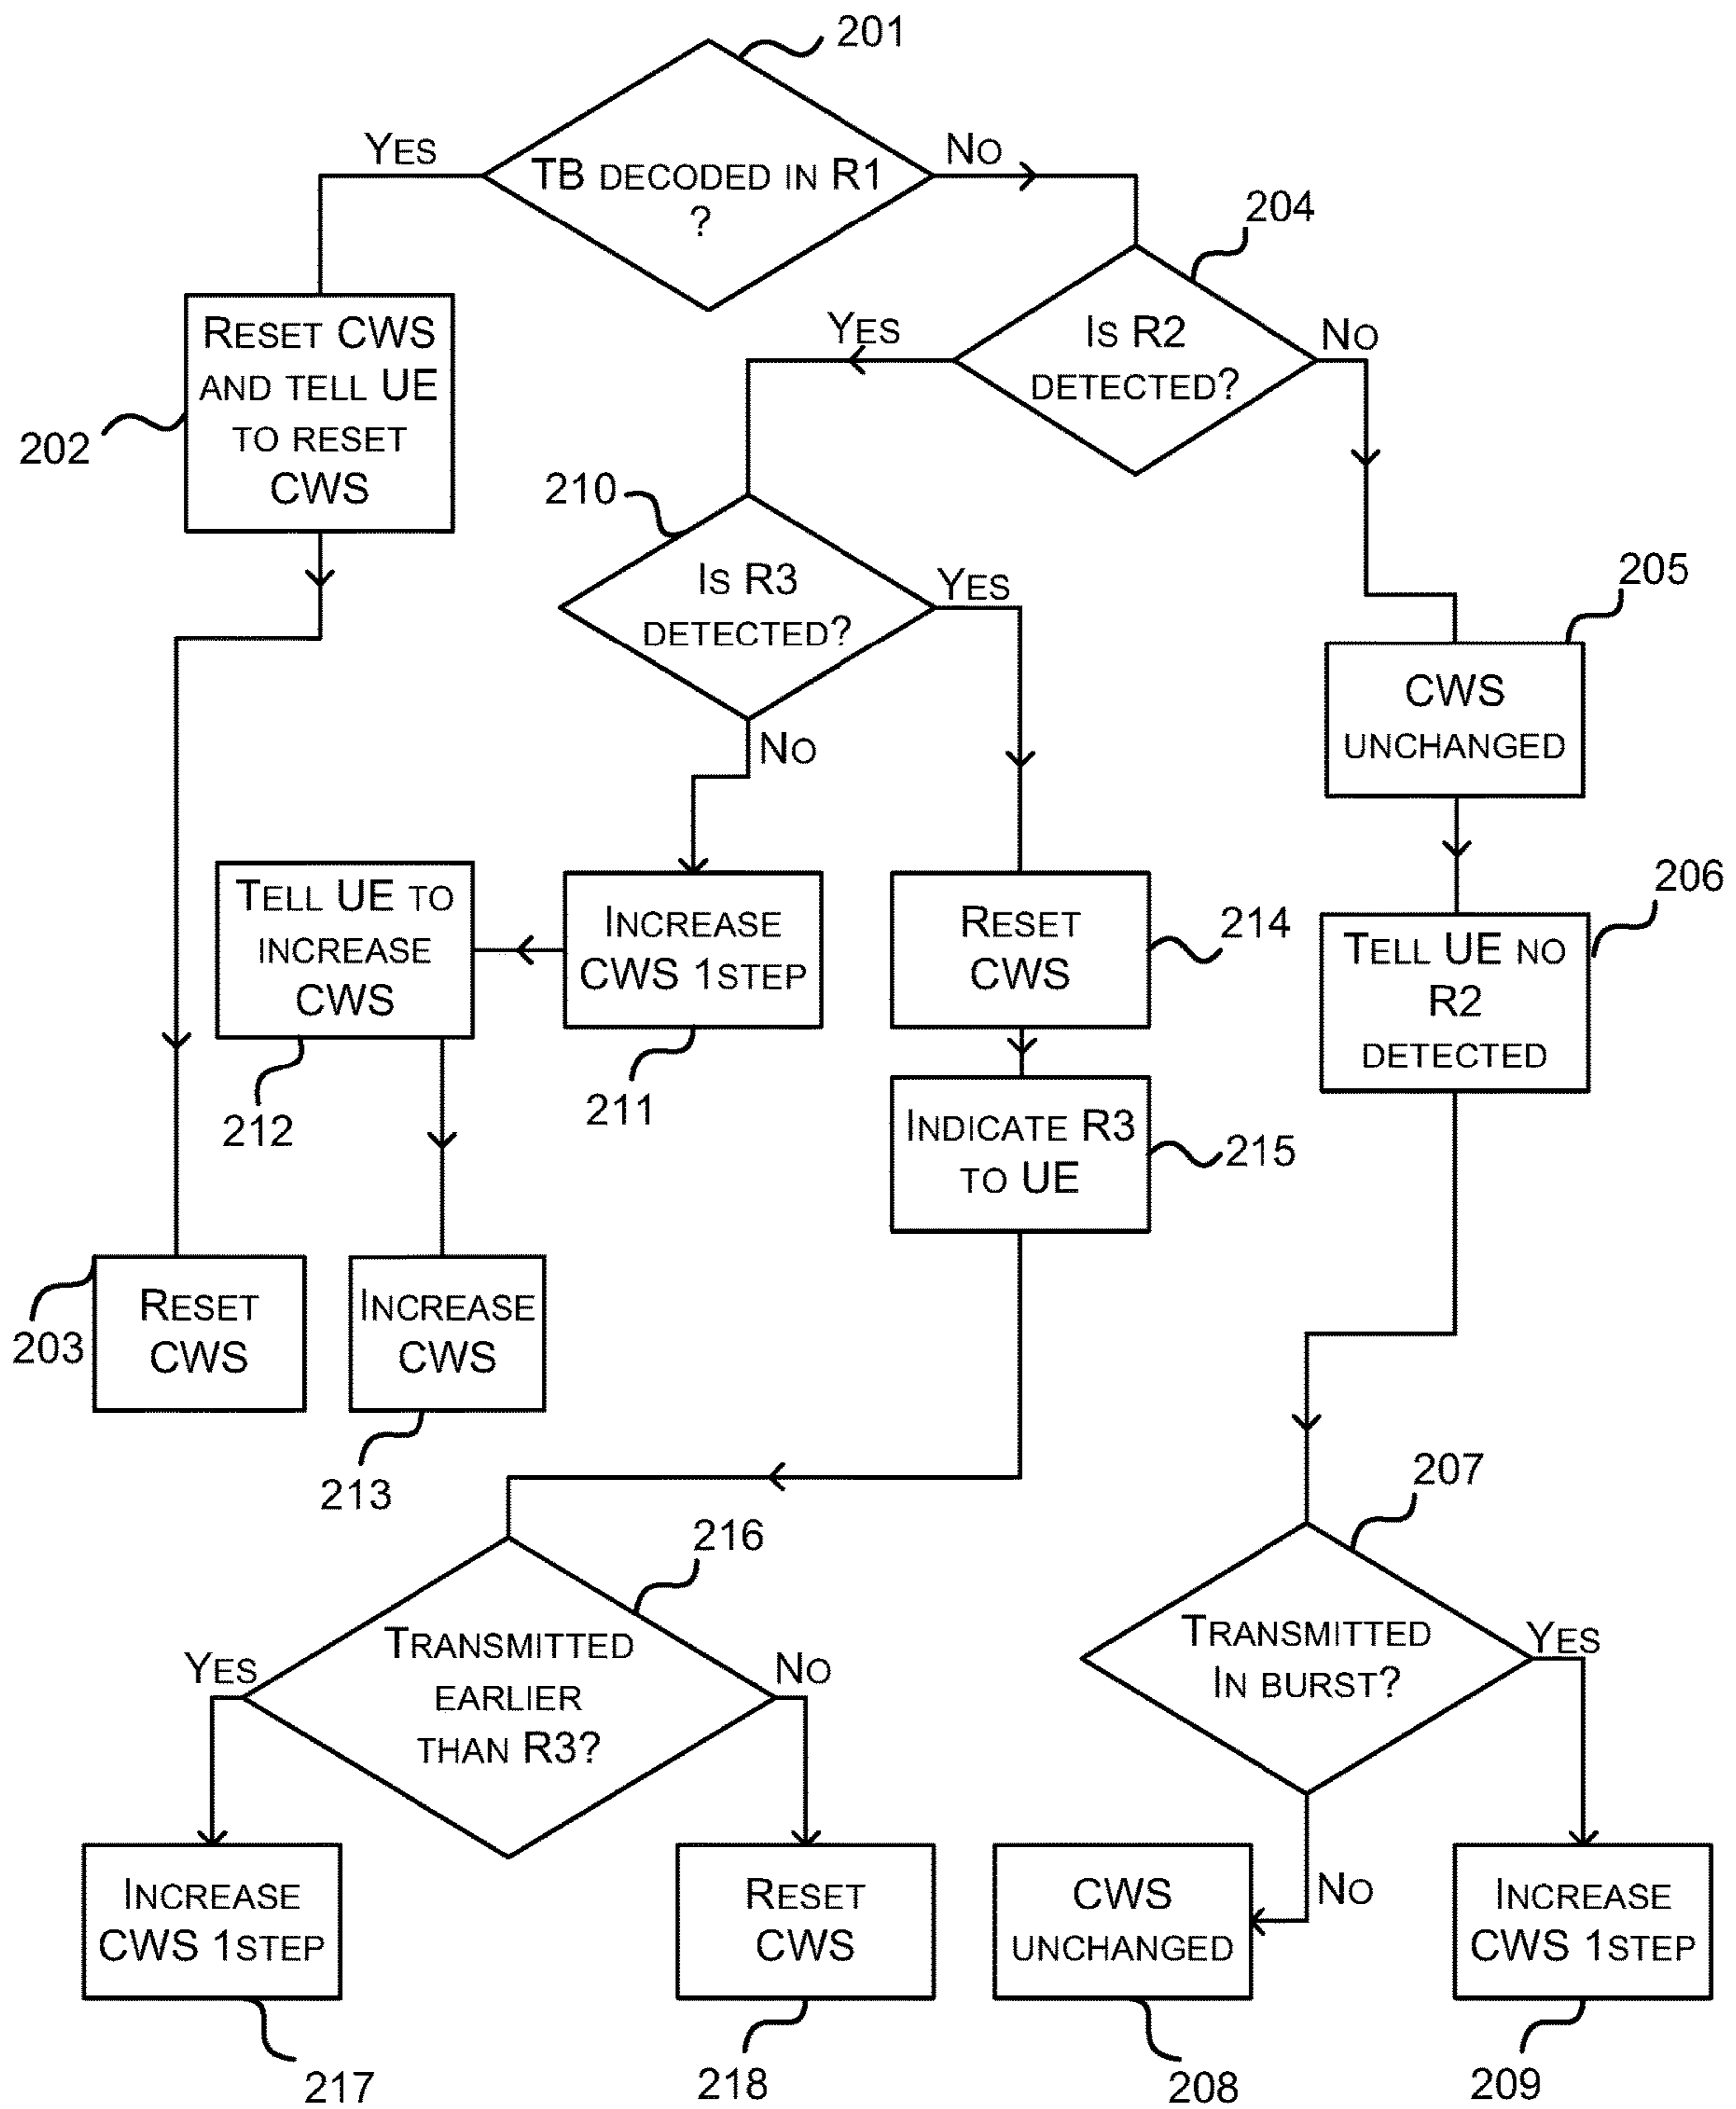 201
YES
TB DECODED IN R1
?
NO
204
RESET CWS
AND TELL UE
TO RESET
CWS
202
YES
IS R2
DETECTED?
NO
210
IS R3
DETECTED?
YES
NO
205
CWS
UNCHANGED
TELL UE TO
INCREASE
CWS
212
INCREASE
CWS 1STEP
211
RESET
CWS
214
206
TELL UE NO
R2
DETECTED
INDICATE R3
TO UE
215
203
RESET
CWS
INCREASE
CWS
213
216
207
YES
TRANSMITTED
EARLIER
THAN R3?
NO
TRANSMITTED
IN BURST?
YES
NO
INCREASE
CWS 1STEP
217
RESET
CWS
218
CWS
UNCHANGED
208
INCREASE
CWS 1STEP
209